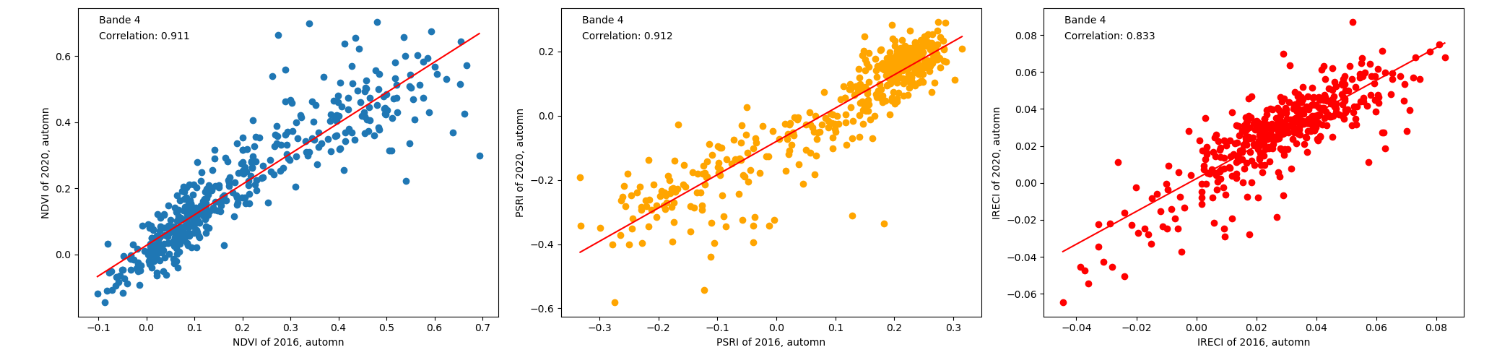 Bande 4
Correlation: 0.911
0.6
0.4
0.2
0.0
NDVI of 2020, automn
−0.1 0.0 0.1 0.2 0.3 0.4 0.5 0.6 0.7
NDVI of 2016, automn
Bande 4
Correlation: 0.912
0.2
0.0
−0.2
−0.4
−0.6
PSRI of 2020, automn
−0.3 −0.2 −0.1 0.0 0.1 0.2 0.3
PSRI of 2016, automn
Bande 4
Correlation: 0.833
0.08
0.06
0.04
0.02
0.00
−0.02
−0.04
−0.06
IRECI of 2020, automn
−0.04 −0.02 0.00 0.02 0.04 0.06 0.08
IRECI of 2016, automn